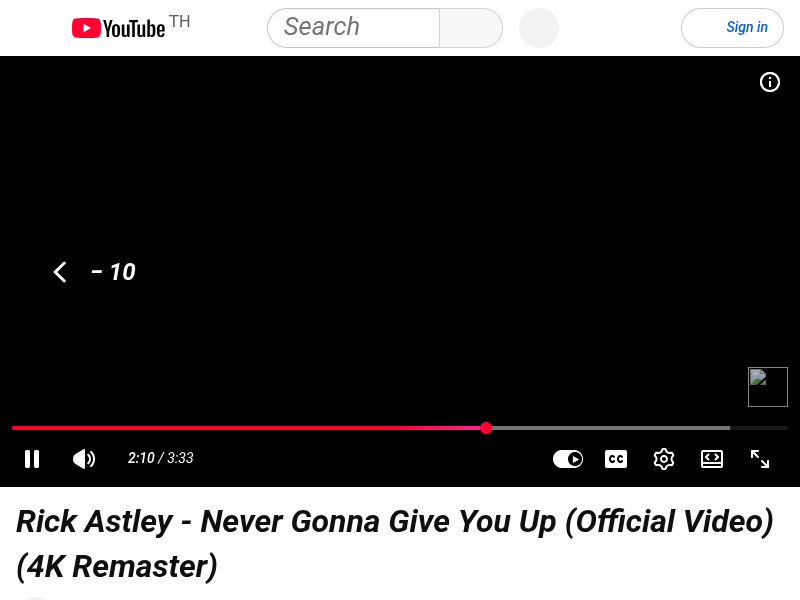 YouTube TH
Search
Sign in
– 10
2:10 / 3:33
CC
Rick Astley - Never Gonna Give You Up (Official Video)
(4K Remaster)